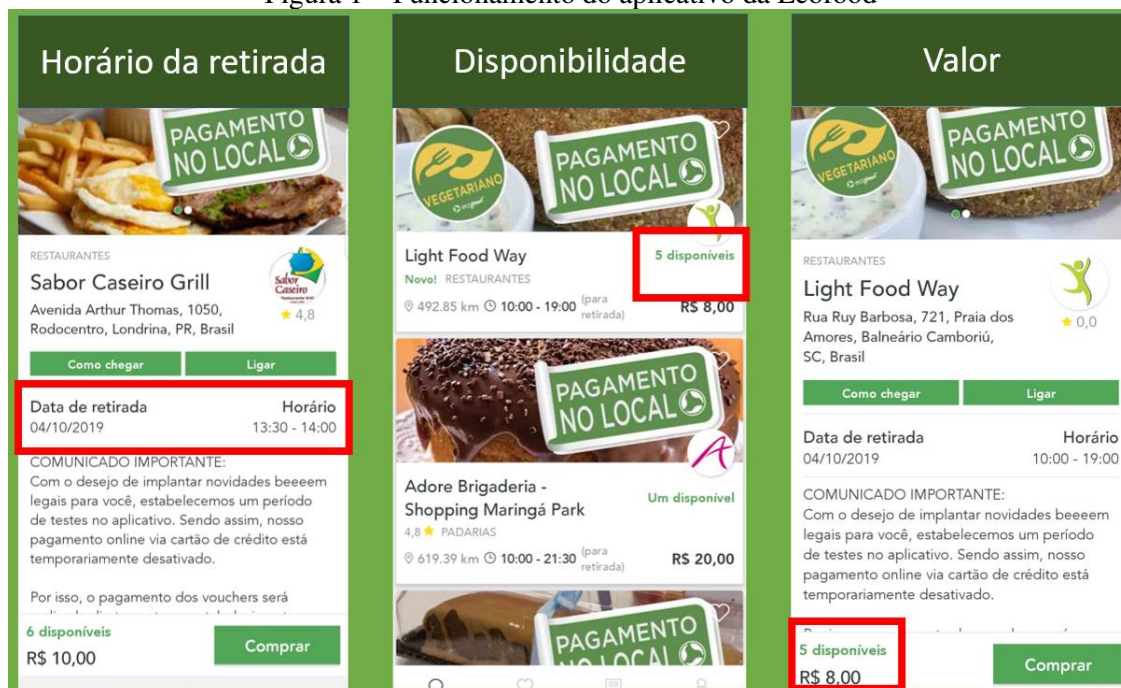 Figura 1 – Funcionamento do aplicativo da Ecofood
Horário da retirada
PAGAMENTO
NO LOCAL
RESTAURANTES
Sabor Caseiro Grill
Sabor
Caseiro
Avenida Arthur Thomas, 1050,
Rodocentro, Londrina, PR, Brasil
4,8
Como chegar
Ligar
Data de retirada
Horário
04/10/2019
13:30 - 14:00
COMUNICADO IMPORTANTE:
Com o desejo de implantar novidades beeeem
legais para você, estabelecemos um período
de testes no aplicativo. Sendo assim, nosso
pagamento online via cartão de crédito está
temporariamente desativado.
Por isso, o pagamento dos vouchers será
6 disponíveis
R$ 10,00
Comprar
Disponibilidade
VEGETARIANO
ecofood
PAGAMENTO
NO LOCAL
Light Food Way
5 disponíveis
Novo! RESTAURANTES
492.85 km 10:00 - 19:00 (para
retirada)
R$ 8,00
PAGAMENTO
NO LOCAL
A
Adore Brigaderia -
Shopping Maringá Park
Um disponível
4,8 PADARIAS
619.39 km 10:00 - 21:30 (para
retirada)
R$ 20,00
PAGAMENTO
NO LOCAL
Valor
VEGETARIANO
ecofood
PAGAMENTO
NO LOCAL
RESTAURANTES
Light Food Way
Rua Ruy Barbosa, 721, Praia dos
Amores, Balneário Camboriú,
SC, Brasil
0,0
Como chegar
Ligar
Data de retirada
Horário
04/10/2019
10:00 - 19:00
COMUNICADO IMPORTANTE:
Com o desejo de implantar novidades beeeem
legais para você, estabelecemos um período
de testes no aplicativo. Sendo assim, nosso
pagamento online via cartão de crédito está
temporariamente desativado.
5 disponíveis
R$ 8,00
Comprar